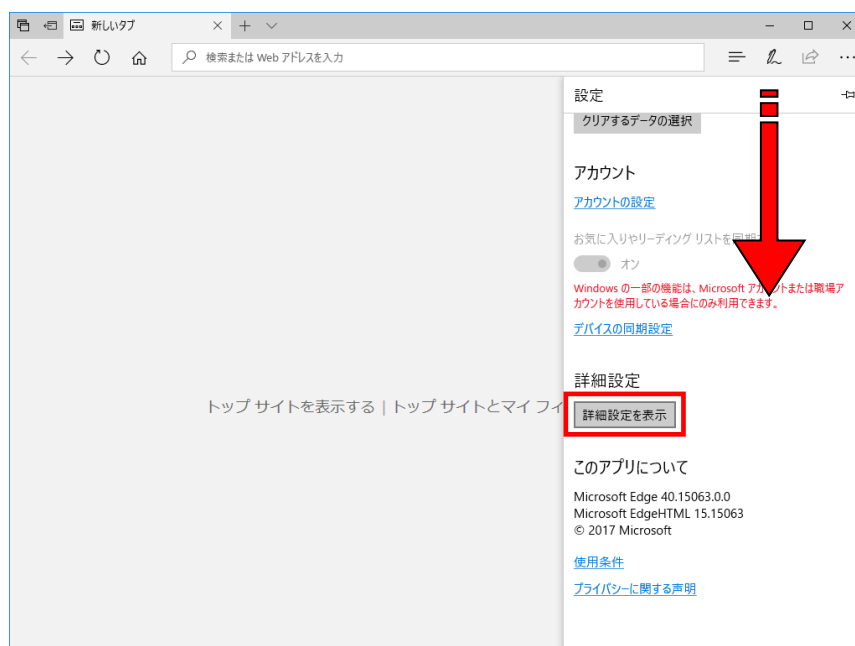 新しいタブ
検索または Web アドレスを入力
設定
クリアするデータの選択
アカウント
アカウントの設定
お気に入りやリーディング リストを同期
オン
Windows の一部の機能は、Microsoft アカウントまたは職場ア
カウントを使用している場合にのみ利用できます。
デバイスの同期設定
トップ サイトを表示する | トップ サイトとマイ フィ
詳細設定
詳細設定を表示
このアプリについて
Microsoft Edge 40.15063.0.0
Microsoft EdgeHTML 15.15063
© 2017 Microsoft
使用条件
プライバシーに関する声明